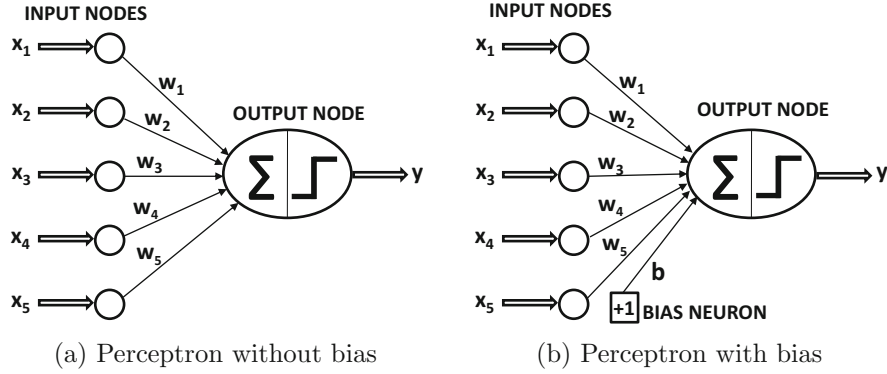 INPUT NODES
x1
w1
x2
w2
OUTPUT NODE
x3
w3
Σ
y
x4
w4
x5
w5
(a) Perceptron without bias
INPUT NODES
x1
w1
x2
w2
OUTPUT NODE
x3
w3
Σ
y
x4
w4
w5
b
x5
+1 BIAS NEURON
(b) Perceptron with bias